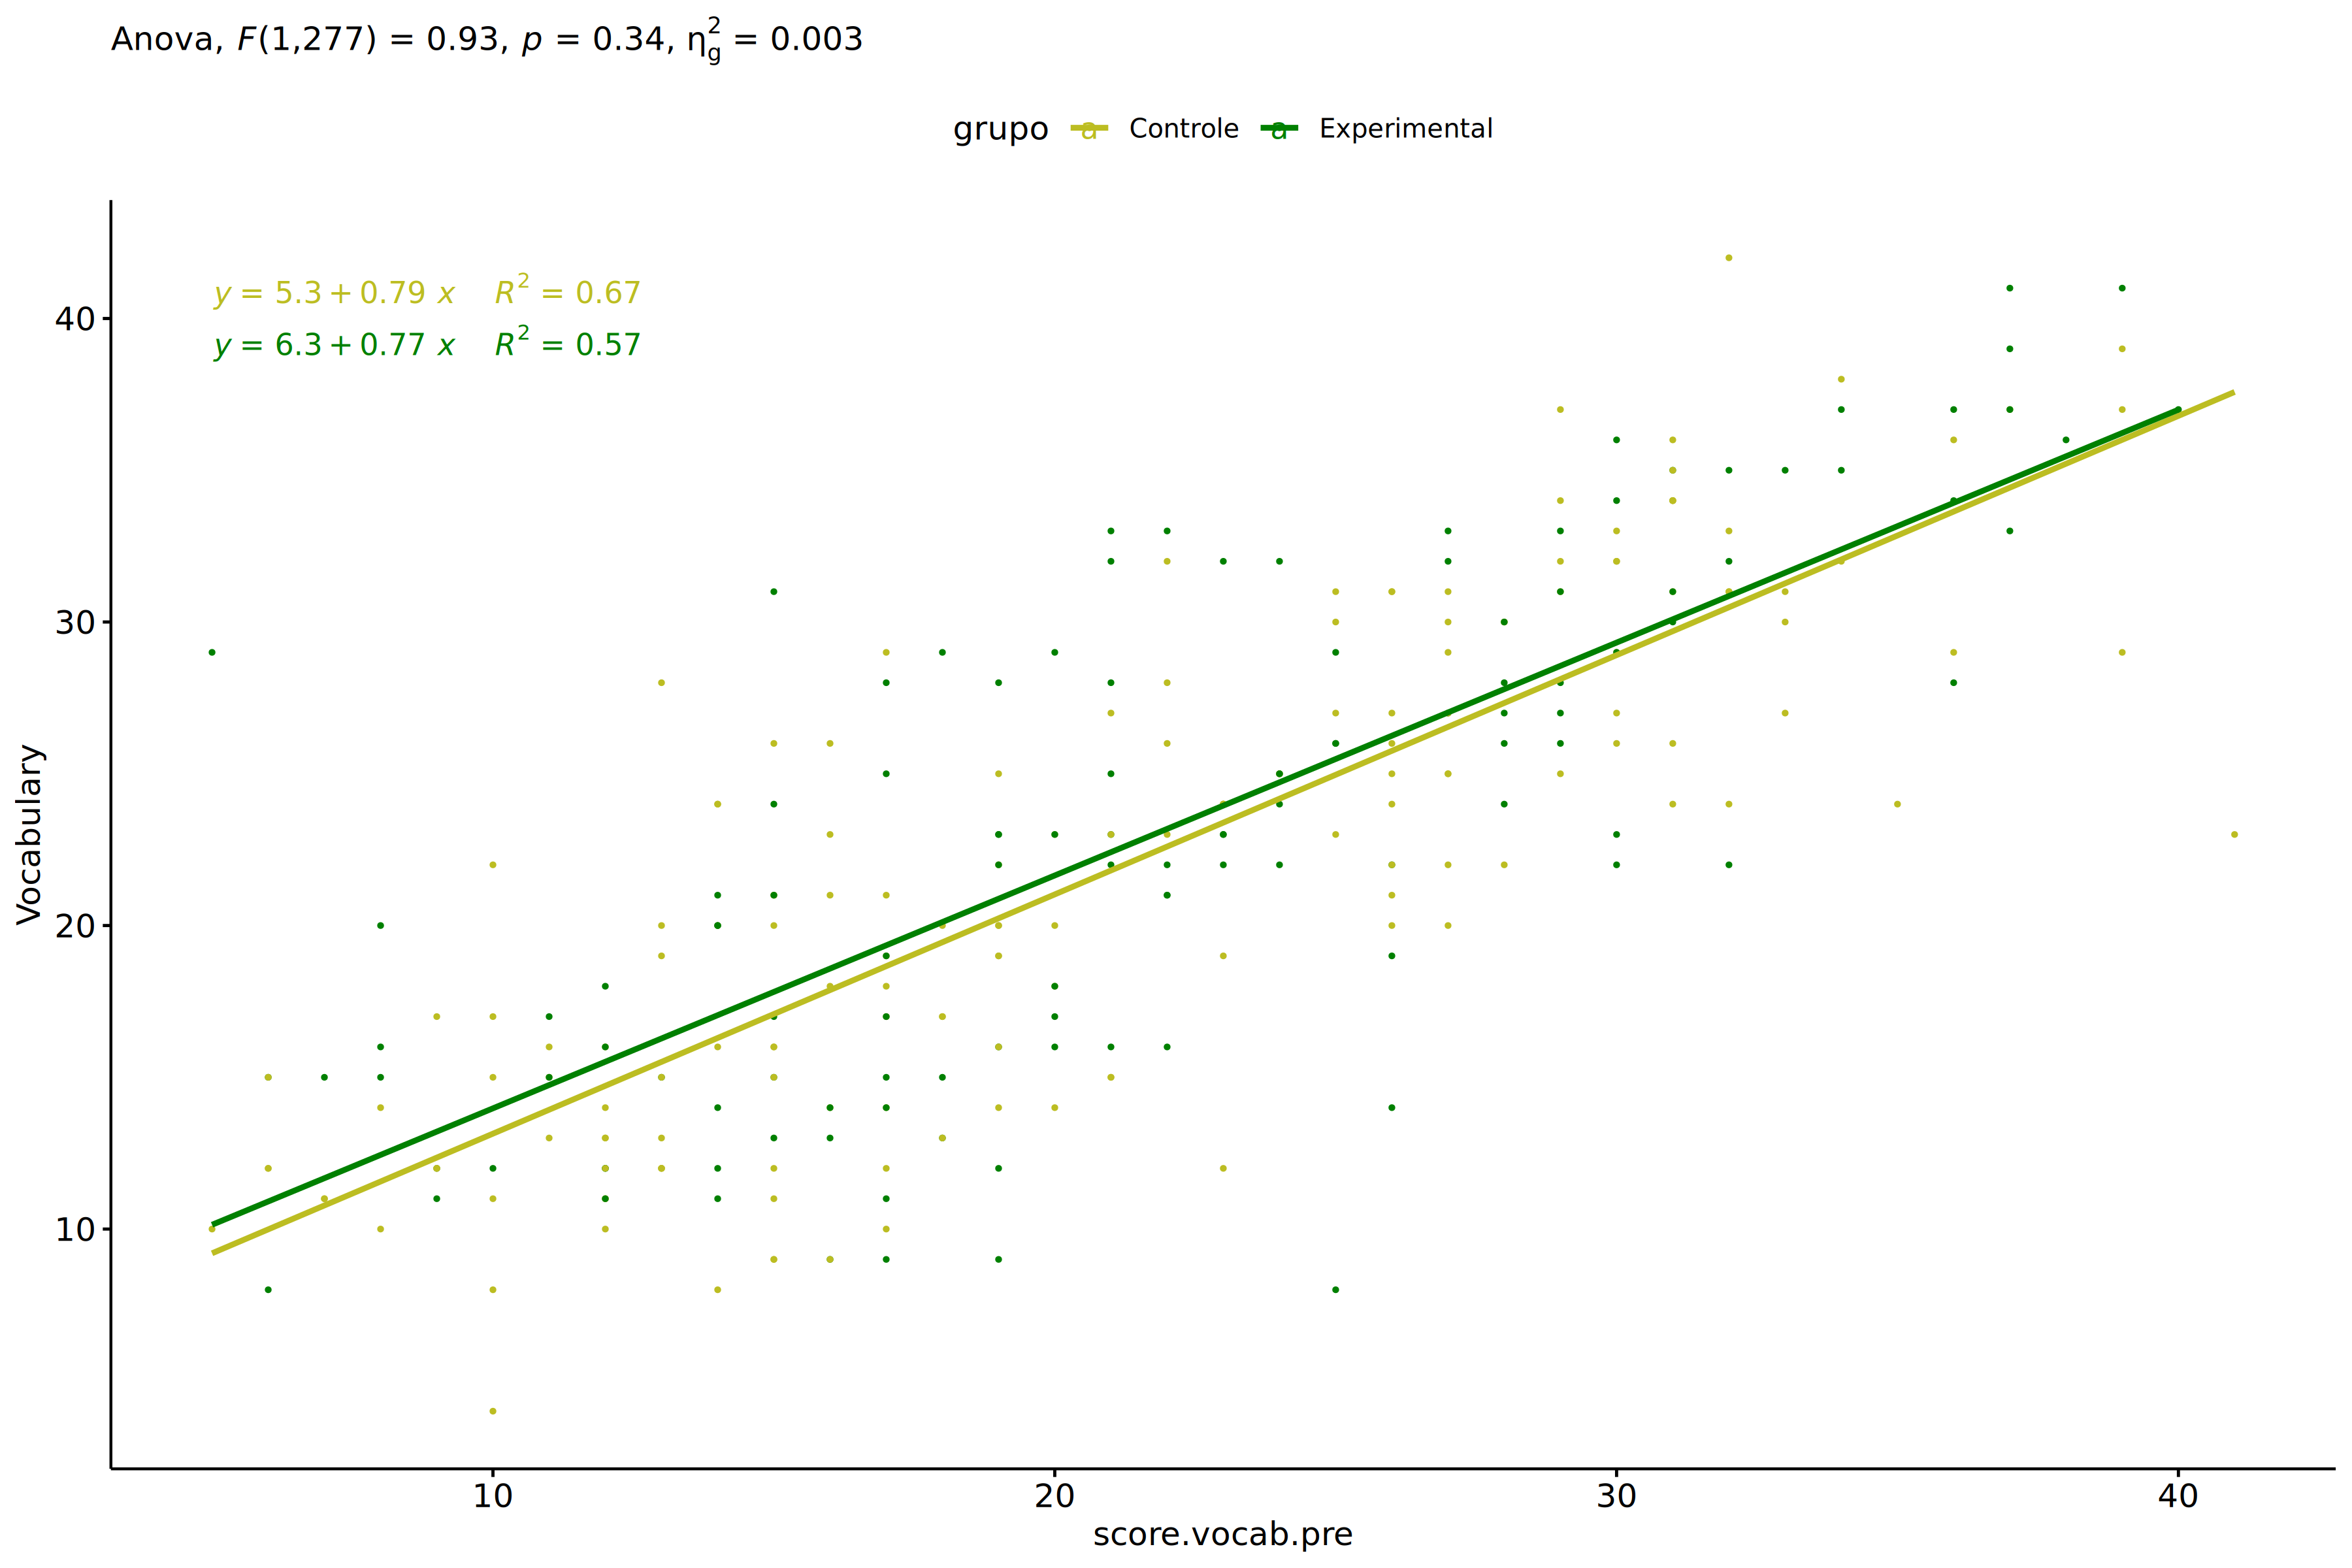 Anova, F(1,277) = 0.93, p = 0.34, η²g = 0.003
grupo a Controle a Experimental
y = 5.3 + 0.79 x R² = 0.67
y = 6.3 + 0.77 x R² = 0.57
40
30
20
10
Vocabulary
10 20 30 40
score.vocab.pre